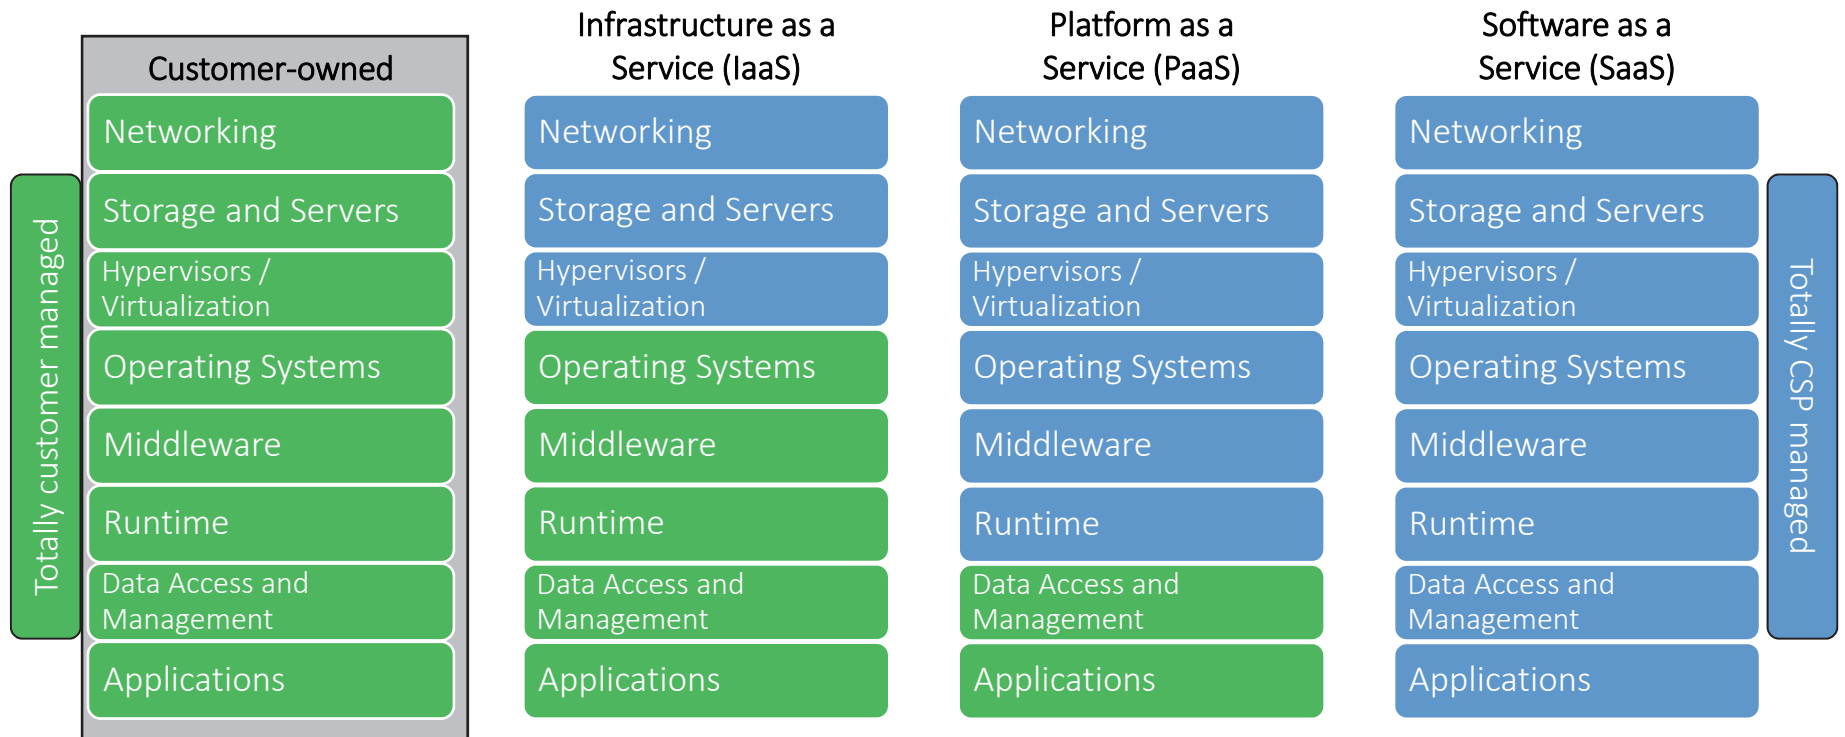 Customer-owned
Networking
Storage and Servers
Hypervisors /
Virtualization
Operating Systems
Middleware
Runtime
Data Access and
Management
Applications
Totally customer managed
Infrastructure as a
Service (IaaS)
Networking
Storage and Servers
Hypervisors /
Virtualization
Operating Systems
Middleware
Runtime
Data Access and
Management
Applications
Platform as a
Service (PaaS)
Networking
Storage and Servers
Hypervisors /
Virtualization
Operating Systems
Middleware
Runtime
Data Access and
Management
Applications
Software as a
Service (SaaS)
Networking
Storage and Servers
Hypervisors /
Virtualization
Operating Systems
Middleware
Runtime
Data Access and
Management
Applications
Totally CSP managed